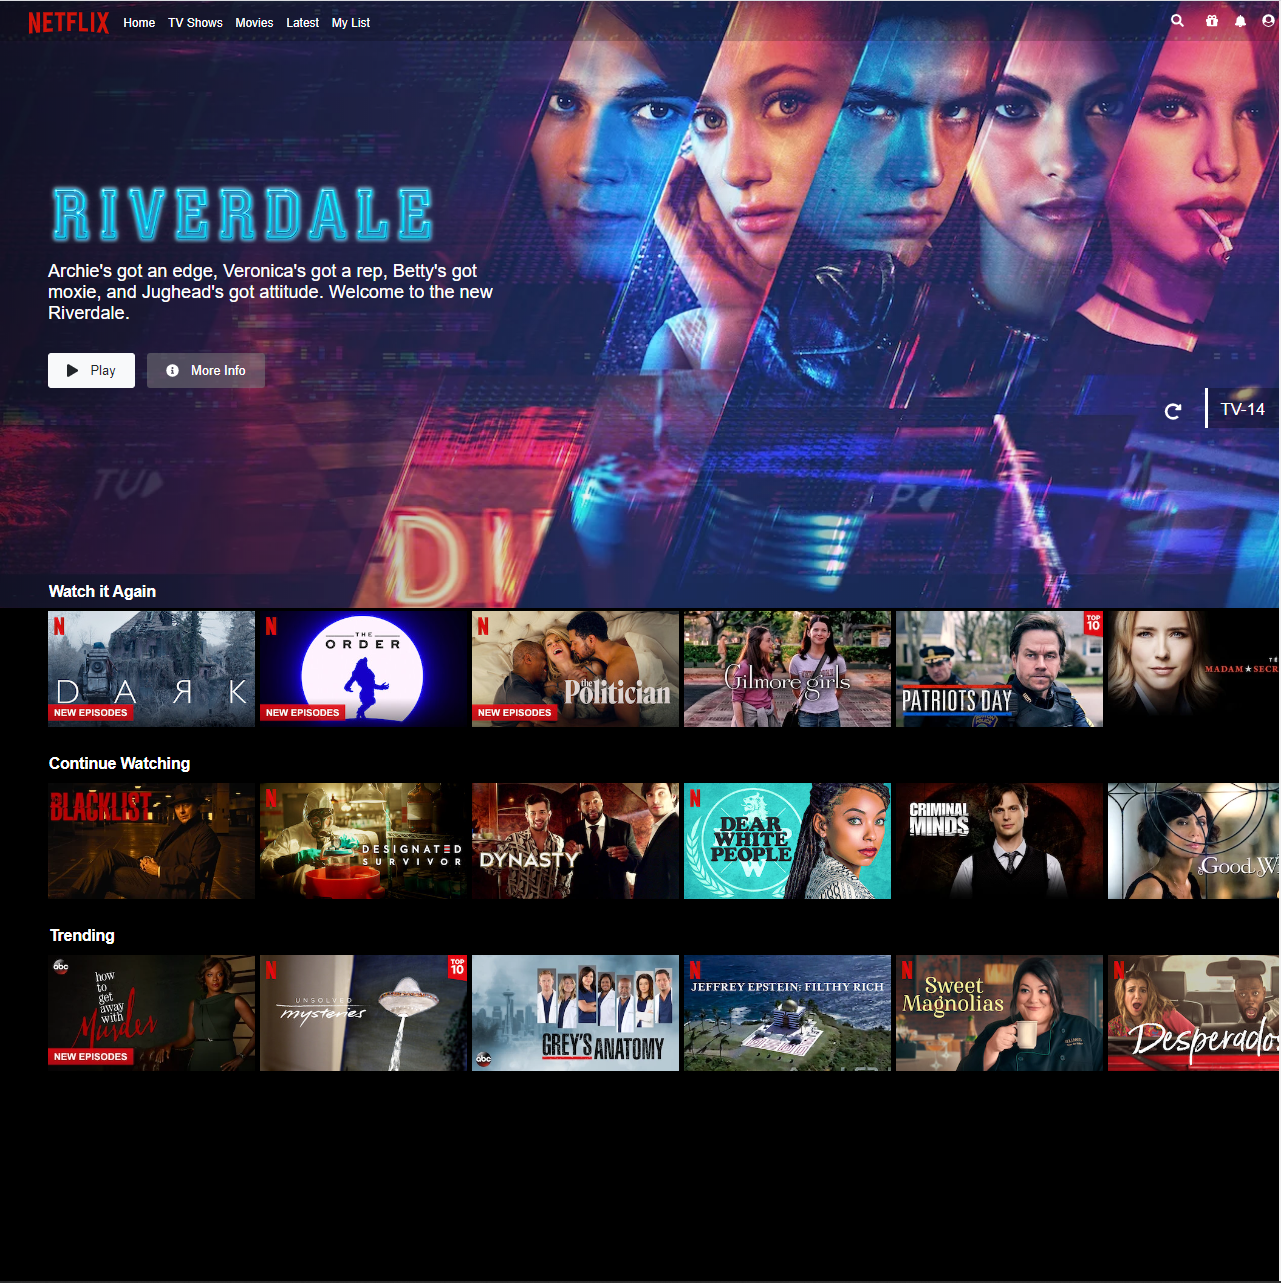 NETFLIX Home TV Shows Movies Latest My List
RIVERDALE
Archie's got an edge, Veronica's got a rep, Betty's got
moxie, and Jughead's got attitude. Welcome to the new
Riverdale.
Play More Info
TV-14
DI
Watch it Again
N
DARK
NEW EPISODES
N
THE
ORDER
NEW EPISODES
N
the
Politician
NEW EPISODES
Gilmore girls
TOP
10
PATRIOTS DAY
MADAM SECR
Continue Watching
BLACKLIST
N
DESIGNATED
SURVIVOR
DYNASTY
N
DEAR
WHITE
PEOPLE
W
CRIMINAL
MINDS
Good W
Trending
abc
how
to
get
away
with
Murder
NEW EPISODES
N
TOP
10
UNSOLVED
mysteries
abc
GREY'S ANATOMY
N
JEFFREY EPSTEIN: FILTHY RICH
N
Sweet
Magnolias
N
Desperados